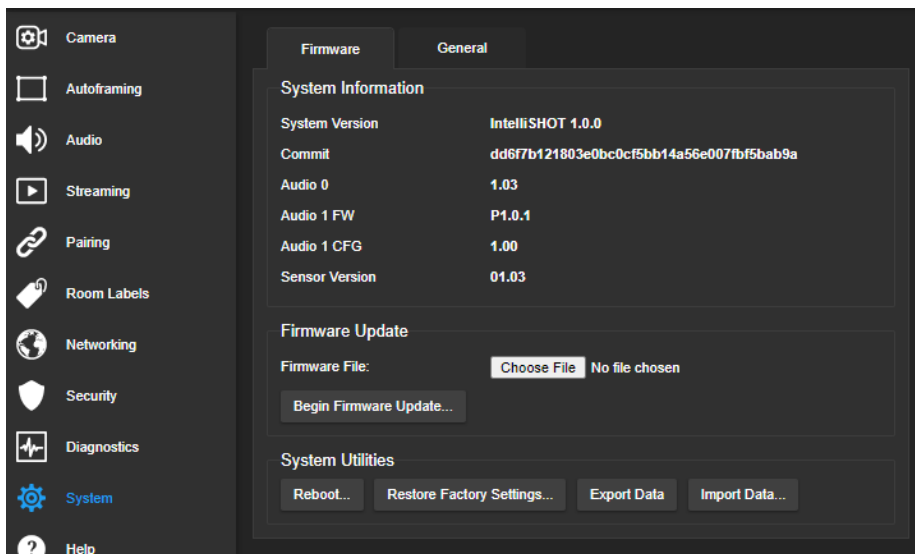 Camera
Autoframing
Audio
Streaming
Pairing
Room Labels
Networking
Security
Diagnostics
System
Help
Firmware
General
System Information
System Version IntelliSHOT 1.0.0
Commit dd6f7b121803e0bc0cf5bb14a56e007fbf5bab9a
Audio 0 1.03
Audio 1 FW P1.0.1
Audio 1 CFG 1.00
Sensor Version 01.03
Firmware Update
Firmware File: Choose File No file chosen
Begin Firmware Update...
System Utilities
Reboot... Restore Factory Settings... Export Data Import Data...